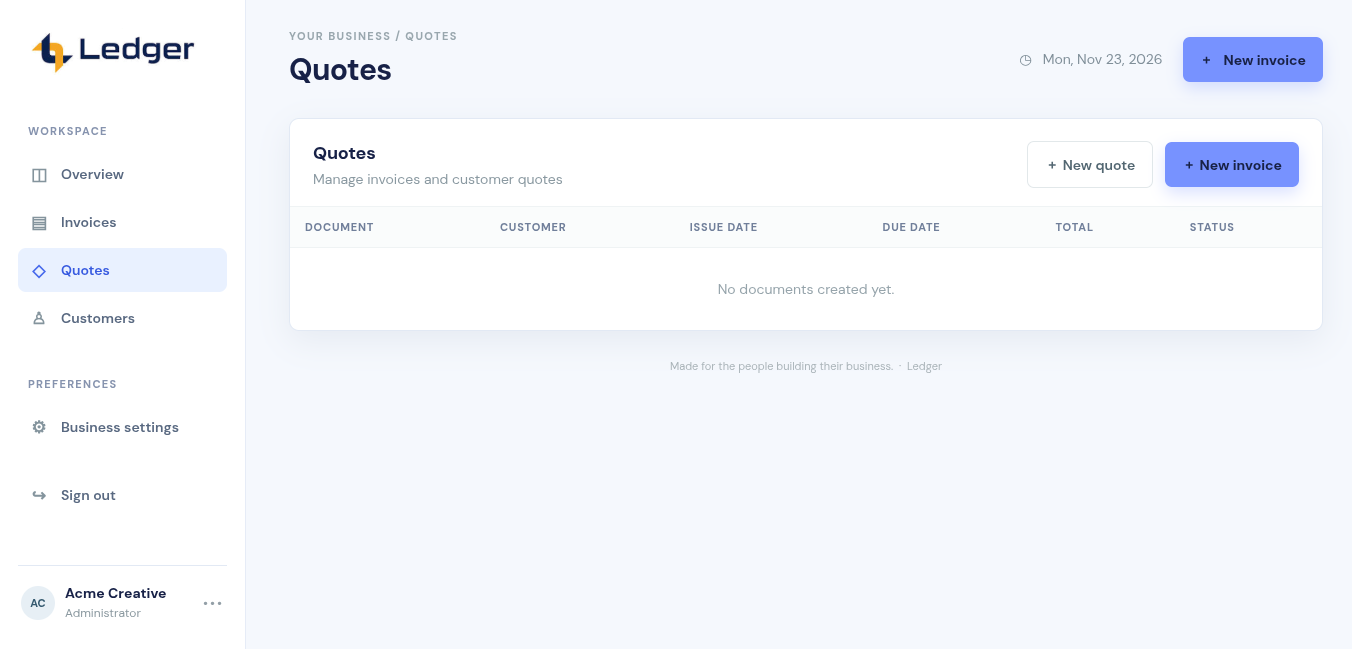 Ledger
WORKSPACE
Overview
Invoices
Quotes
Customers
PREFERENCES
Business settings
Sign out
AC
Acme Creative
Administrator
YOUR BUSINESS / QUOTES
Quotes
Mon, Nov 23, 2026
+ New invoice
Quotes
Manage invoices and customer quotes
+ New quote
+ New invoice
DOCUMENT CUSTOMER ISSUE DATE DUE DATE TOTAL STATUS
No documents created yet.
Made for the people building their business. · Ledger